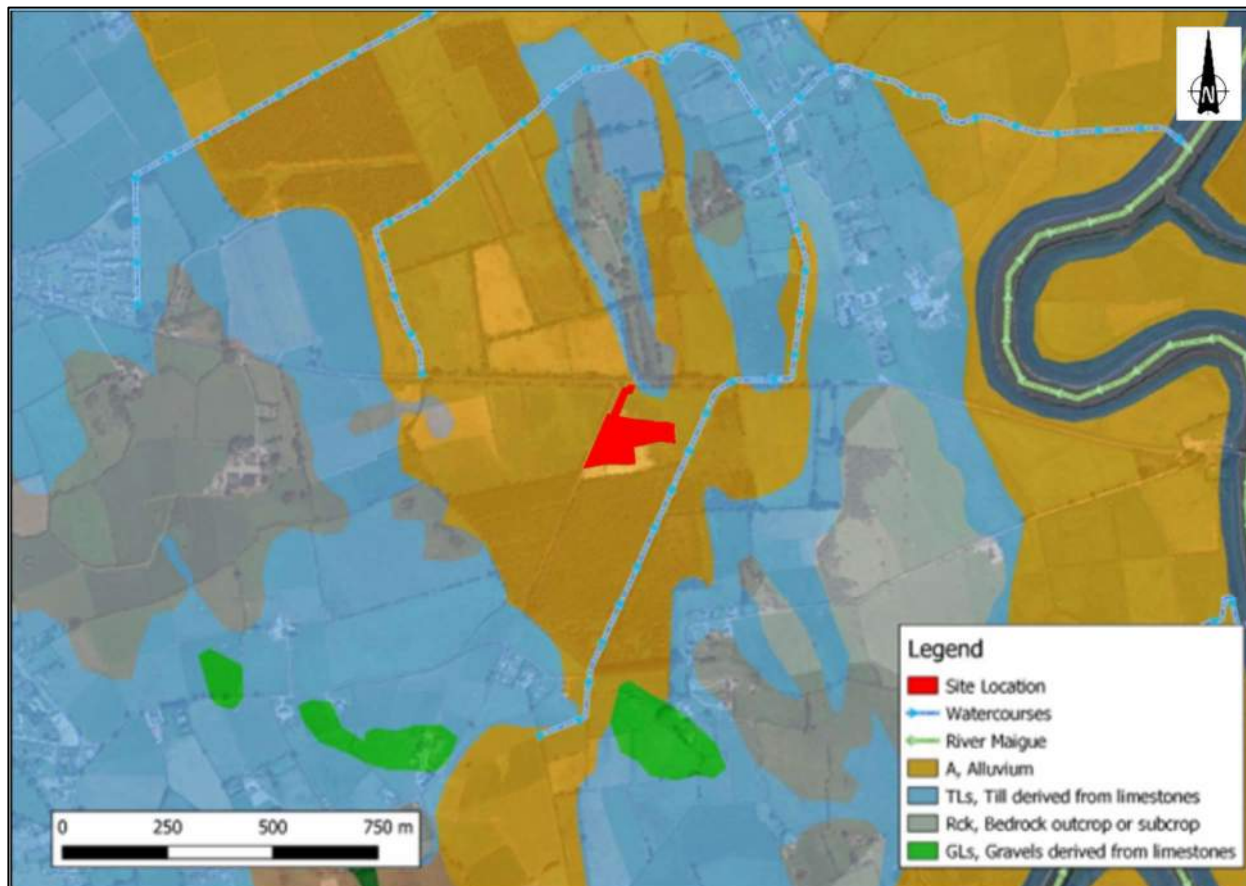 N
Legend
Site Location
Watercourses
River Maigue
A, Alluvium
TLs, Till derived from limestones
Rck, Bedrock outcrop or subcrop
GLs, Gravels derived from limestones
0 250 500 750 m